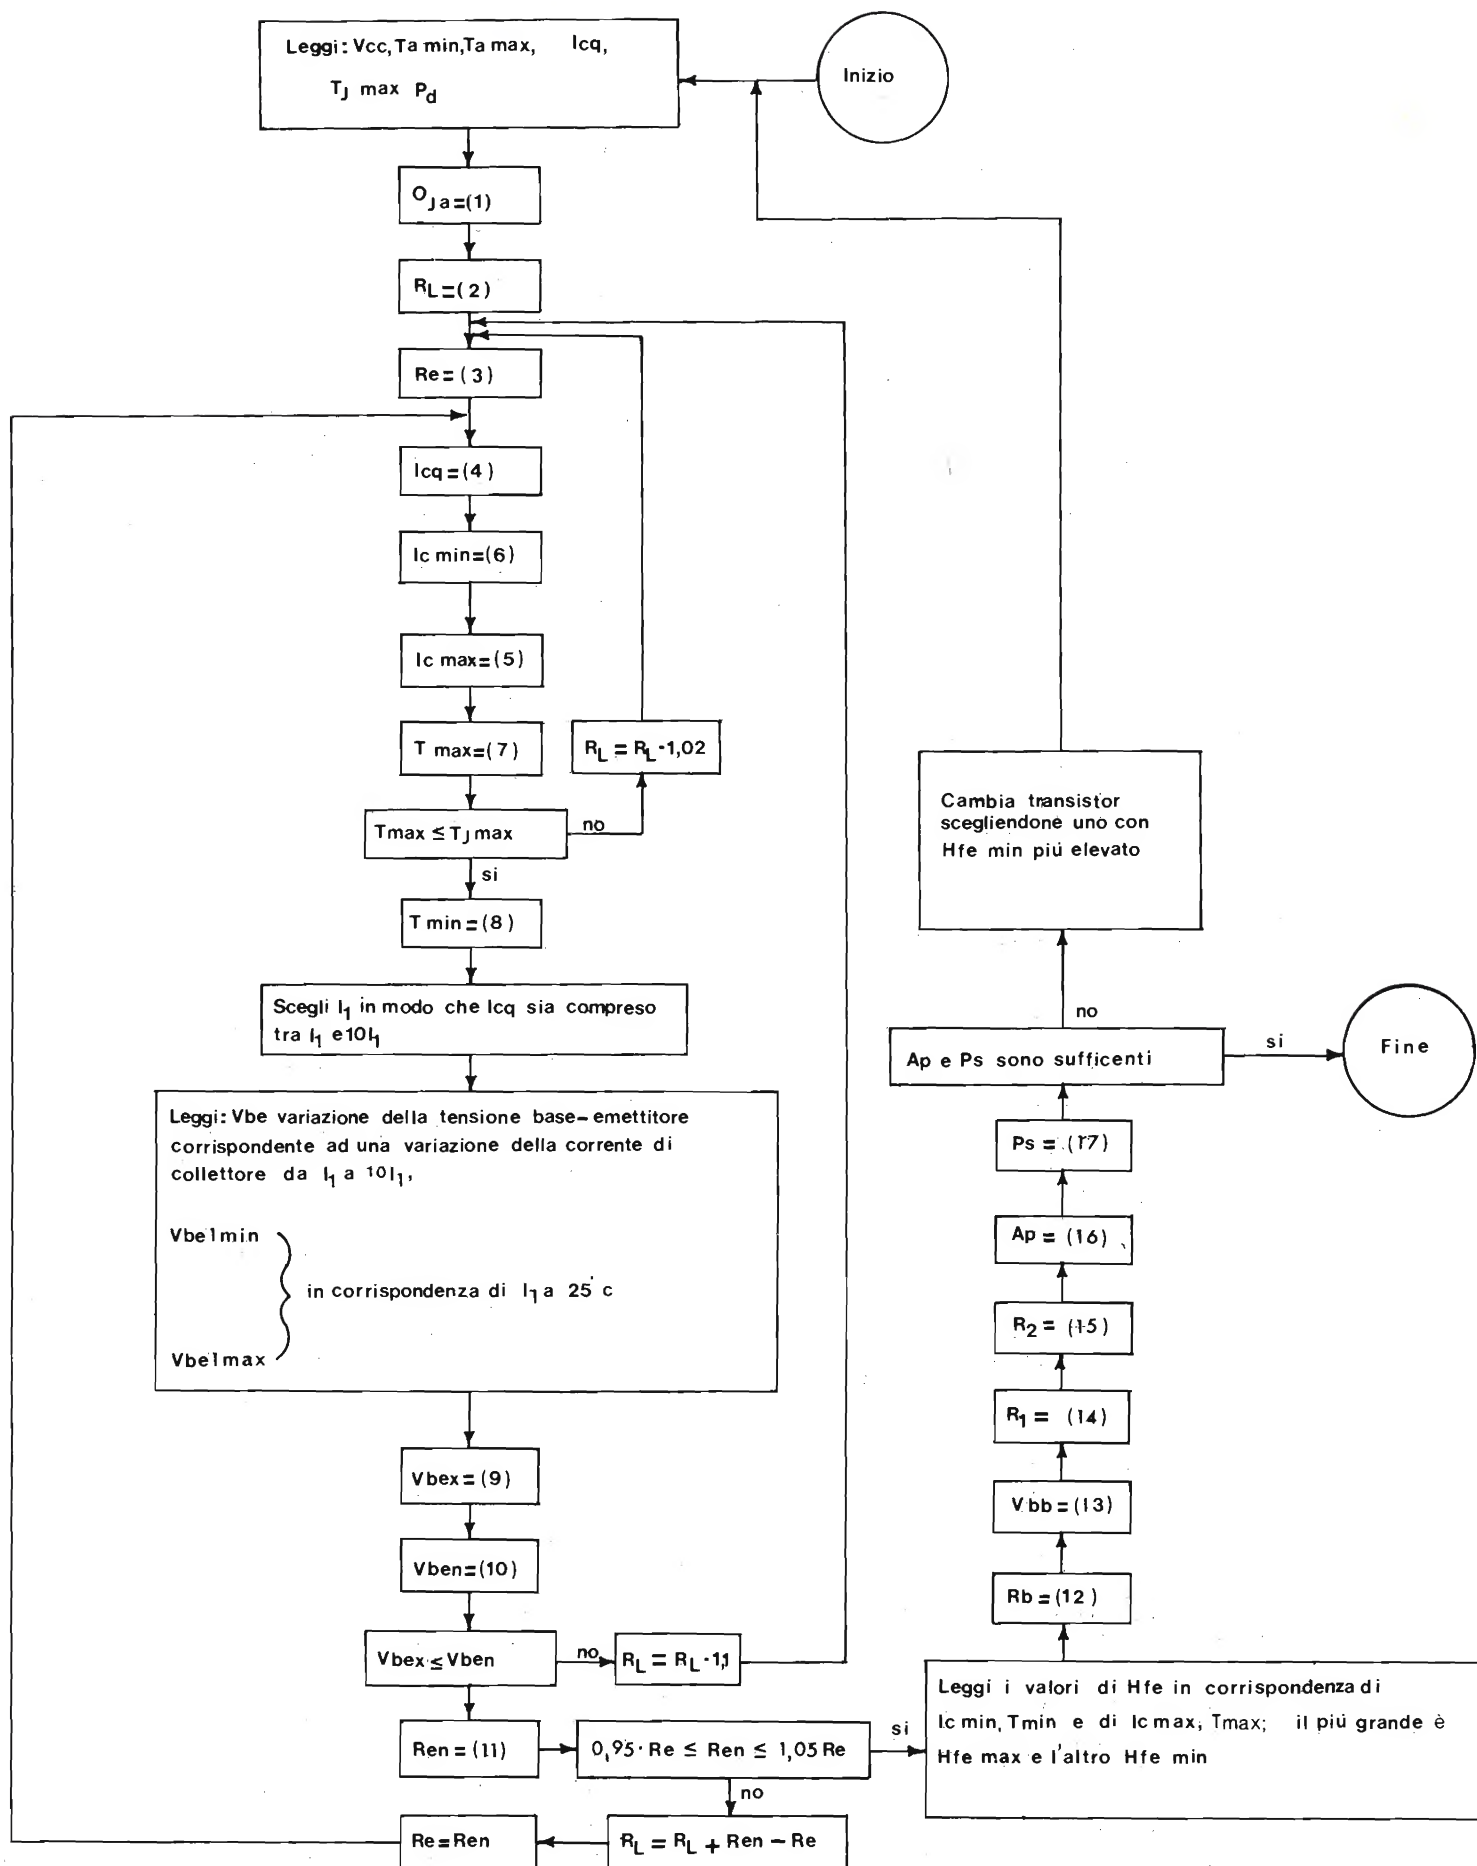 Inizio
Leggi: Vcc, Ta min, Ta max, Icq,
TJ max Pd
OJa=(1)
RL=(2)
Re=(3)
Icq=(4)
Ic min=(6)
Ic max=(5)
T max=(7)
RL = RL·1,02
Tmax ≤ TJ max
no
si
T min=(8)
Scegli I1 in modo che Icq sia compreso
tra I1 e 10I1
Leggi: Vbe variazione della tensione base-emettitore
corrispondente ad una variazione della corrente di
collettore da I1 a 10I1,
Vbe1min
in corrispondenza di I1 a 25° c
Vbe1max
Vbex=(9)
Vben=(10)
Vbex ≤ Vben
no
RL = RL·1,1
Ren=(11)
0,95·Re ≤ Ren ≤ 1,05 Re
si
no
RL = RL + Ren - Re
Re=Ren
Leggi i valori di Hfe in corrispondenza di
Ic min, Tmin e di Ic max, Tmax; il piú grande è
Hfe max e l'altro Hfe min
Rb=(12)
Vbb=(13)
R1= (14)
R2= (15)
Ap= (16)
Ps= (17)
Ap e Ps sono sufficenti
si
Fine
no
Cambia transistor
scegliendone uno con
Hfe min piú elevato